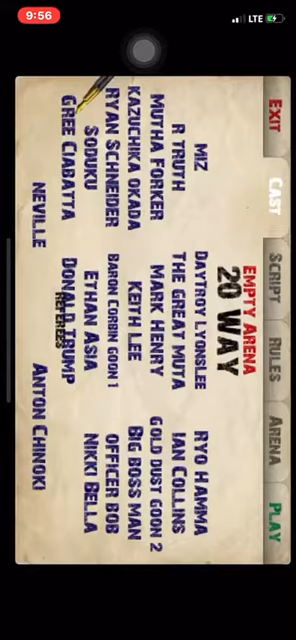 9:56
LTE
EXIT CAST SCRIPT RULES ARENA PLAY
EMPTY ARENA
20 WAY
MIZ DAYTROY LYONSLEE RYO HAMMA
R TRUTH THE GREAT MUTA IAN COLLINS
MUTHA FORKER MARK HENRY GOLD DUST GOON 2
KAZUCHIKA OKADA KEITH LEE BIG BOSS MAN
RYAN SCHNEIDER BARON CORBIN GOON 1 OFFICER BOB
SODUKU ETHAN ASIA NIKKI BELLA
GREE CIABATTA DONALD TRUMP
REFEREES
NEVILLE ANTON CHINOKI